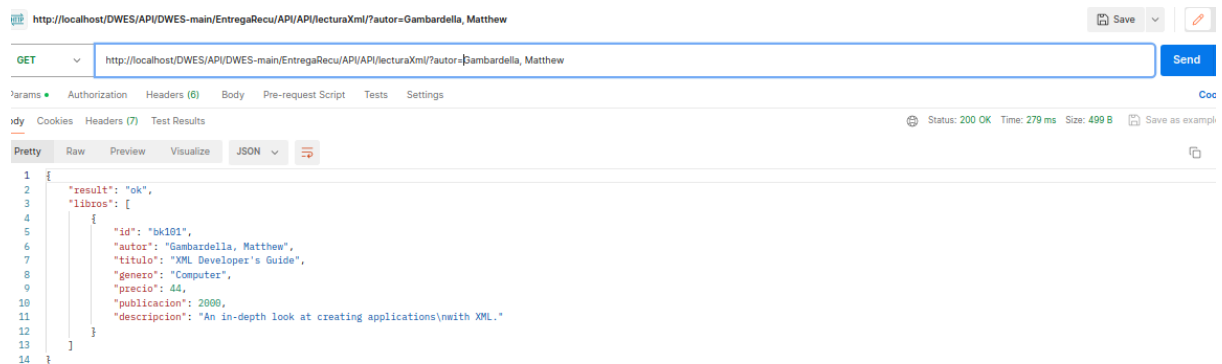 HTTP http://localhost/DWES/API/DWES-main/EntregaRecu/API/API/lecturaXml/?autor=Gambardella, Matthew Save
GET http://localhost/DWES/API/DWES-main/EntregaRecu/API/API/lecturaXml/?autor=Gambardella, Matthew Send
Params Authorization Headers (6) Body Pre-request Script Tests Settings Coo
ody Cookies Headers (7) Test Results Status: 200 OK Time: 279 ms Size: 499 B Save as example
Pretty Raw Preview Visualize JSON
1 {
2 "result": "ok",
3 "libros": [
4 {
5 "id": "bk101",
6 "autor": "Gambardella, Matthew",
7 "titulo": "XML Developer's Guide",
8 "genero": "Computer",
9 "precio": 44,
10 "publicacion": 2000,
11 "descripcion": "An in-depth look at creating applications\nwith XML."
12 }
13 ]
14 }